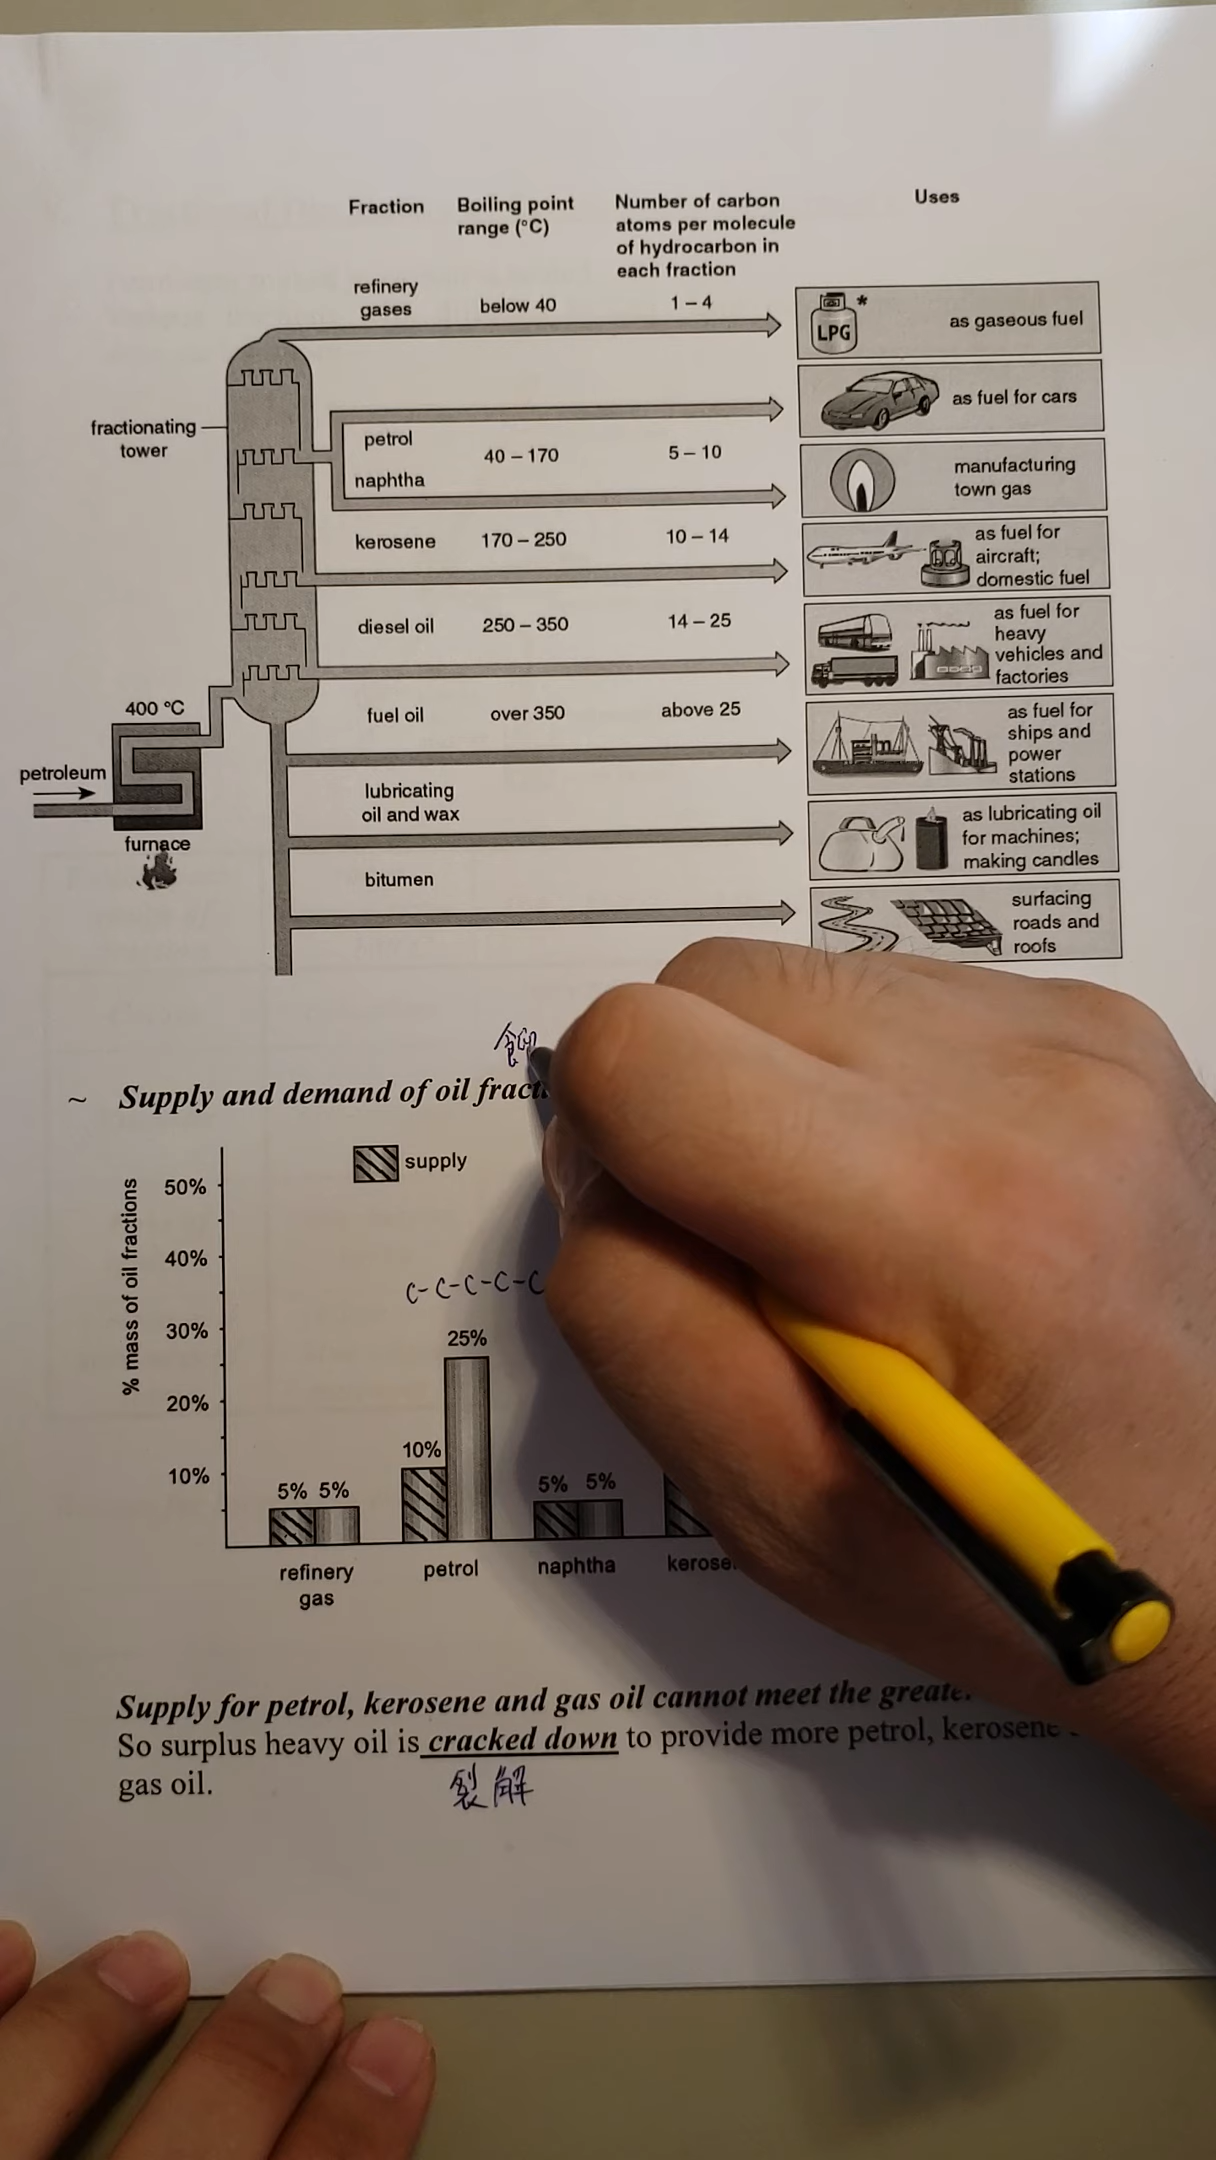 Fraction
Boiling point
range (°C)
Number of carbon
atoms per molecule
of hydrocarbon in
each fraction
Uses
refinery
gases
below 40
1 – 4
LPG
*
as gaseous fuel
fractionating
tower
petrol
naphtha
40 – 170
5 – 10
as fuel for cars
manufacturing
town gas
kerosene
170 – 250
10 – 14
as fuel for
aircraft;
domestic fuel
diesel oil
250 – 350
14 – 25
as fuel for
heavy
vehicles and
factories
400 °C
petroleum
furnace
fuel oil
over 350
above 25
as fuel for
ships and
power
stations
lubricating
oil and wax
as lubricating oil
for machines;
making candles
bitumen
surfacing
roads and
roofs
~ Supply and demand of oil
supply
% mass of oil fractions
50%
40%
30%
20%
10%
C-C-C-C-C
5% 5%
10%
25%
5% 5%
refinery
gas
petrol
naphtha
Supply for petrol, kerosene and gas oil cannot meet the
So surplus heavy oil is cracked down to provide more petrol, kerosene
gas oil.
裂解